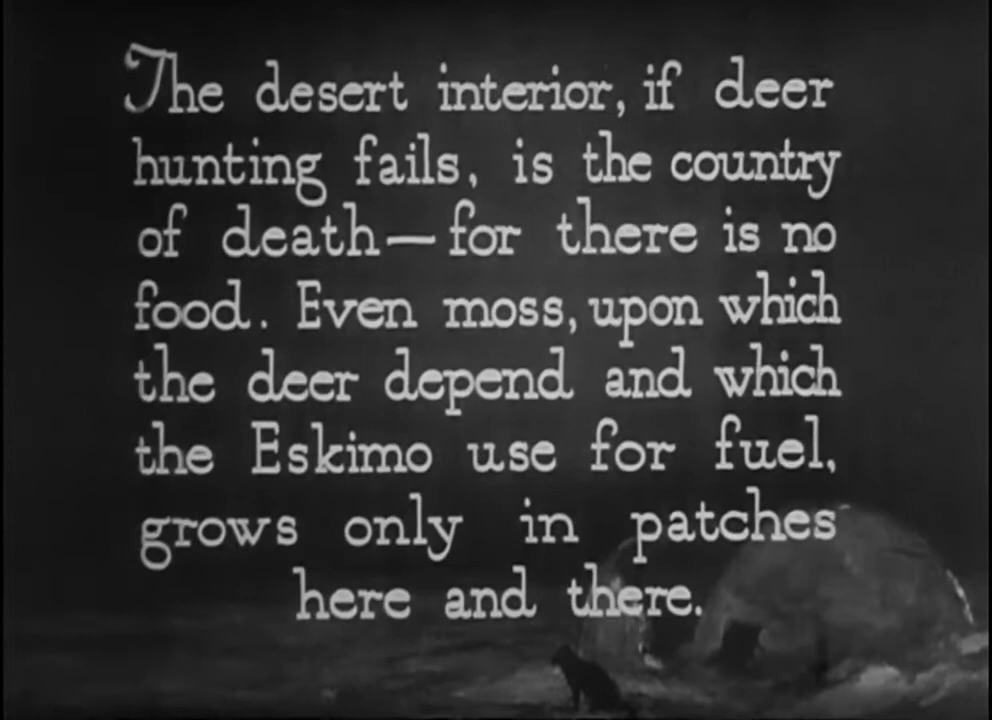 The desert interior, if deer
hunting fails, is the country
of death—for there is no
food. Even moss, upon which
the deer depend and which
the Eskimo use for fuel,
grows only in patches
here and there.